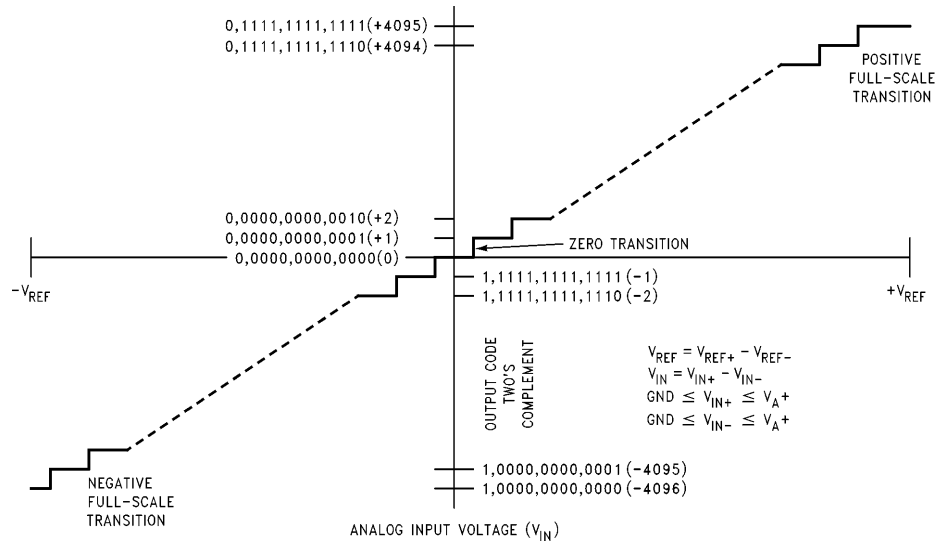 0,1111,1111,1111(+4095)
0,1111,1111,1110(+4094)
POSITIVE
FULL-SCALE
TRANSITION
0,0000,0000,0010(+2)
0,0000,0000,0001(+1)
0,0000,0000,0000(0)
ZERO TRANSITION
-VREF
+VREF
1,1111,1111,1111(-1)
1,1111,1111,1110(-2)
OUTPUT CODE
TWO'S
COMPLEMENT
VREF = VREF+ - VREF-
VIN = VIN+ - VIN-
GND ≤ VIN+ ≤ VA+
GND ≤ VIN- ≤ VA+
1,0000,0000,0001(-4095)
1,0000,0000,0000(-4096)
NEGATIVE
FULL-SCALE
TRANSITION
ANALOG INPUT VOLTAGE (VIN)